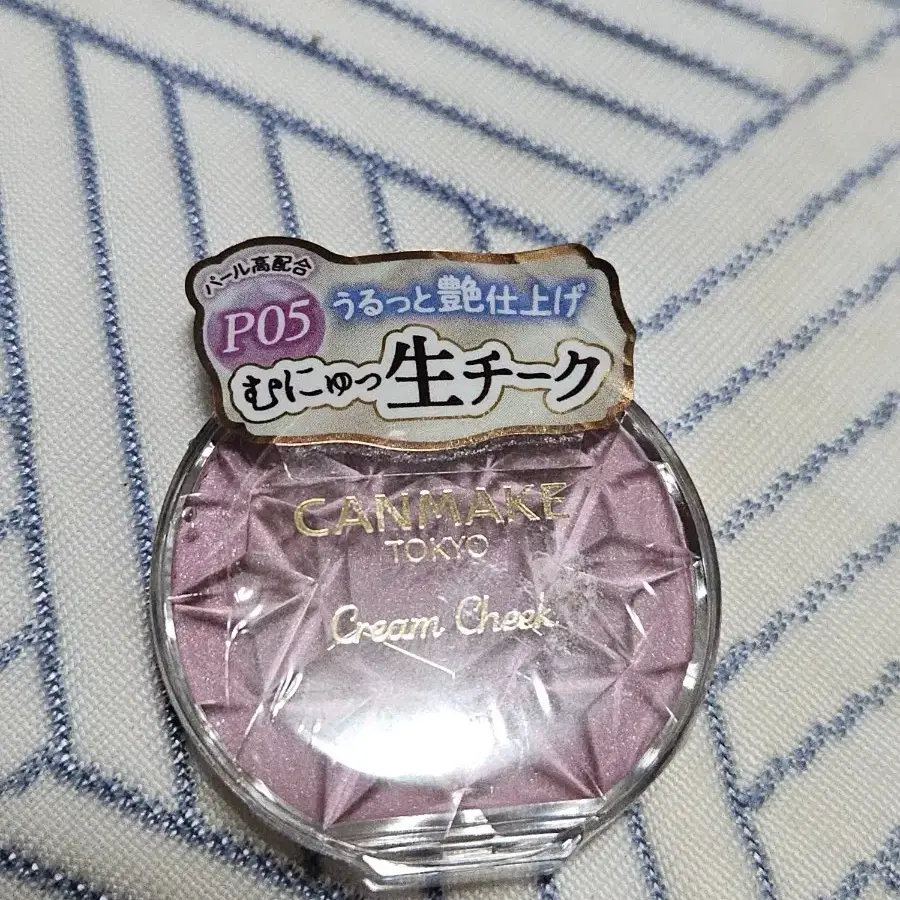 パール高配合
P05
うるっと艶仕上げ
むにゅっ生チーク
CANMAKE
TOKYO
Cream Cheek